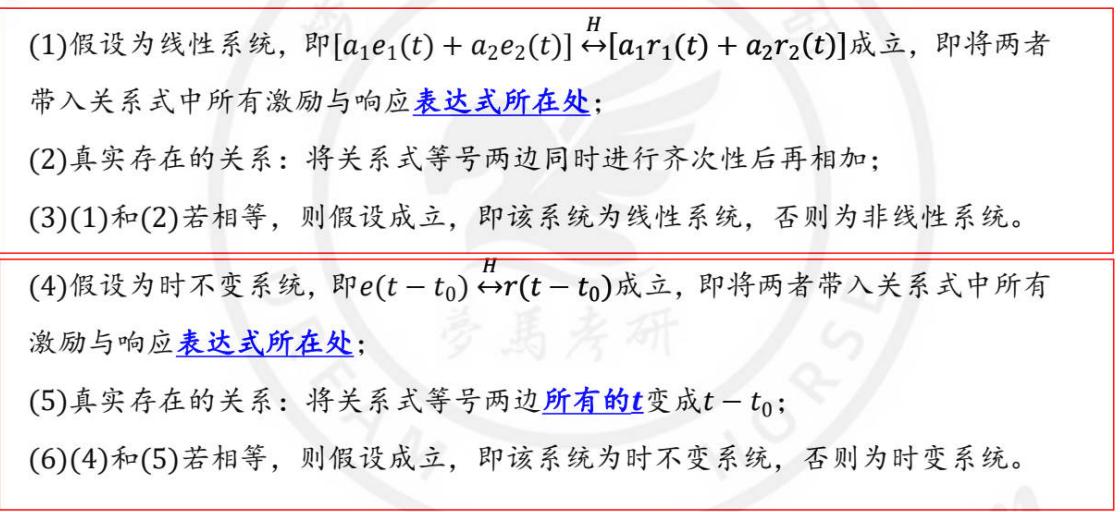 (1)假设为线性系统，即[a₁e₁(t) + a₂e₂(t)] H↔ [a₁r₁(t) + a₂r₂(t)]成立，即将两者
带入关系式中所有激励与响应表达式所在处；
(2)真实存在的关系：将关系式等号两边同时进行齐次性后再相加；
(3)(1)和(2)若相等，则假设成立，即该系统为线性系统，否则为非线性系统。
(4)假设为时不变系统，即e(t − t₀) H↔ r(t − t₀)成立，即将两者带入关系式中所有
激励与响应表达式所在处；
(5)真实存在的关系：将关系式等号两边所有的t变成t − t₀；
(6)(4)和(5)若相等，则假设成立，即该系统为时不变系统，否则为时变系统。
梦马考研
HORSE